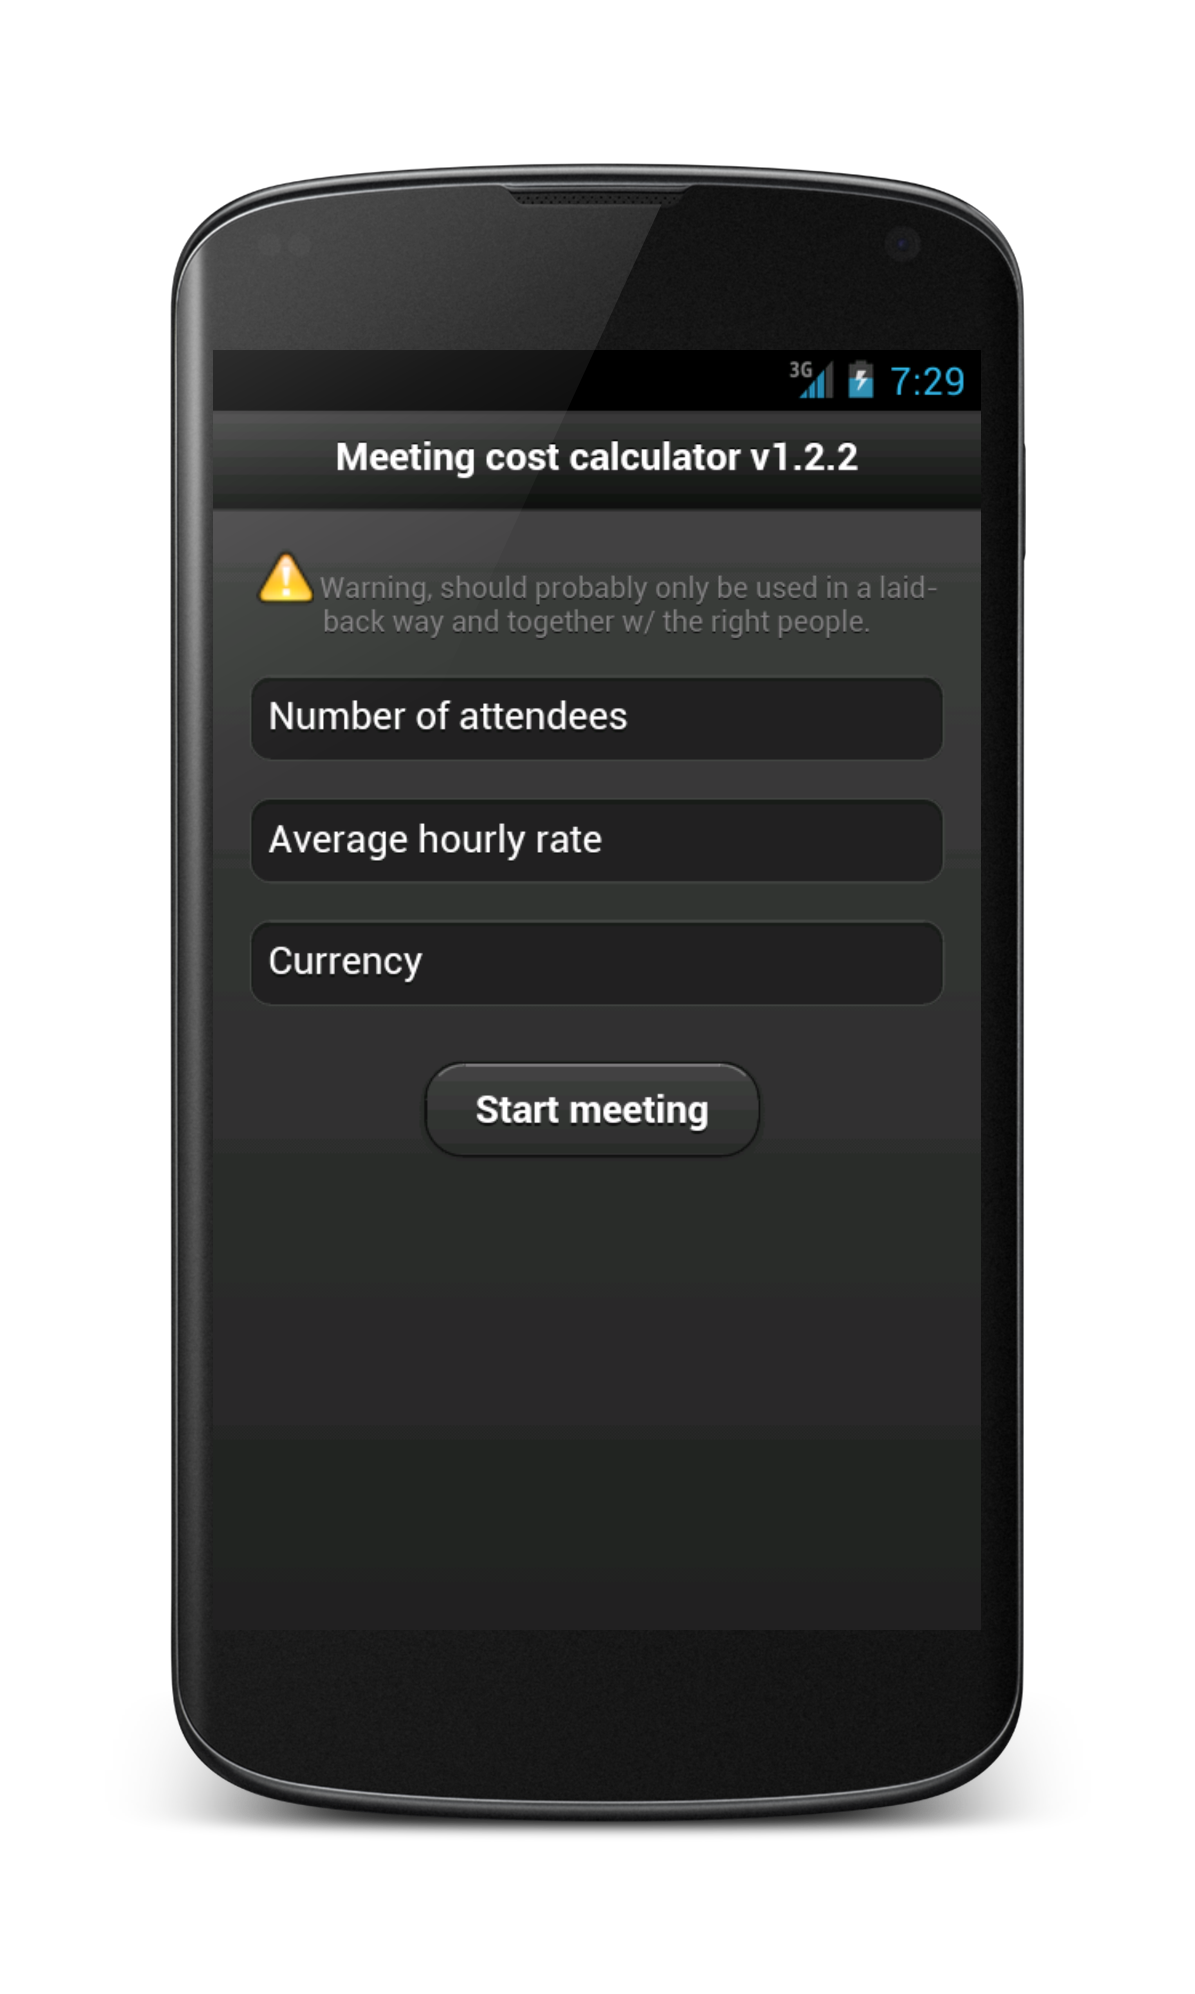 3G 7:29
Meeting cost calculator v1.2.2
Warning, should probably only be used in a laid-
back way and together w/ the right people.
Number of attendees
Average hourly rate
Currency
Start meeting